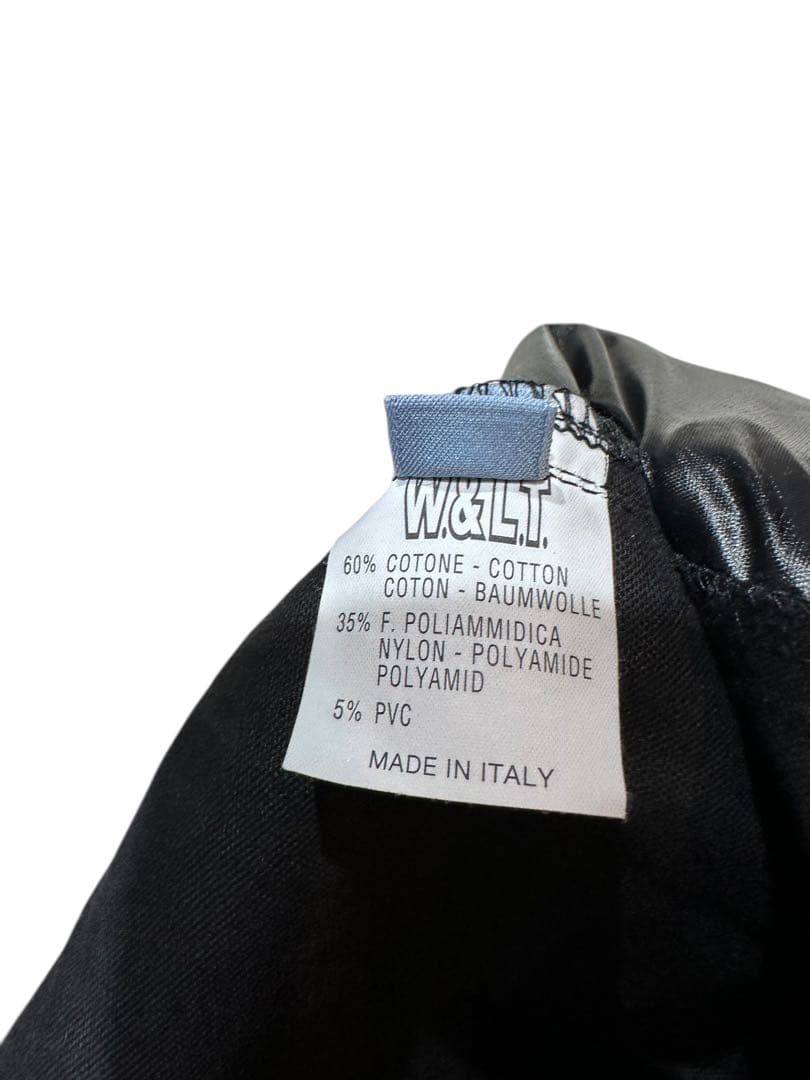 W.&L.T.
60% COTONE - COTTON
COTON - BAUMWOLLE
35% F. POLIAMMIDICA
NYLON - POLYAMIDE
POLYAMID
5% PVC
MADE IN ITALY